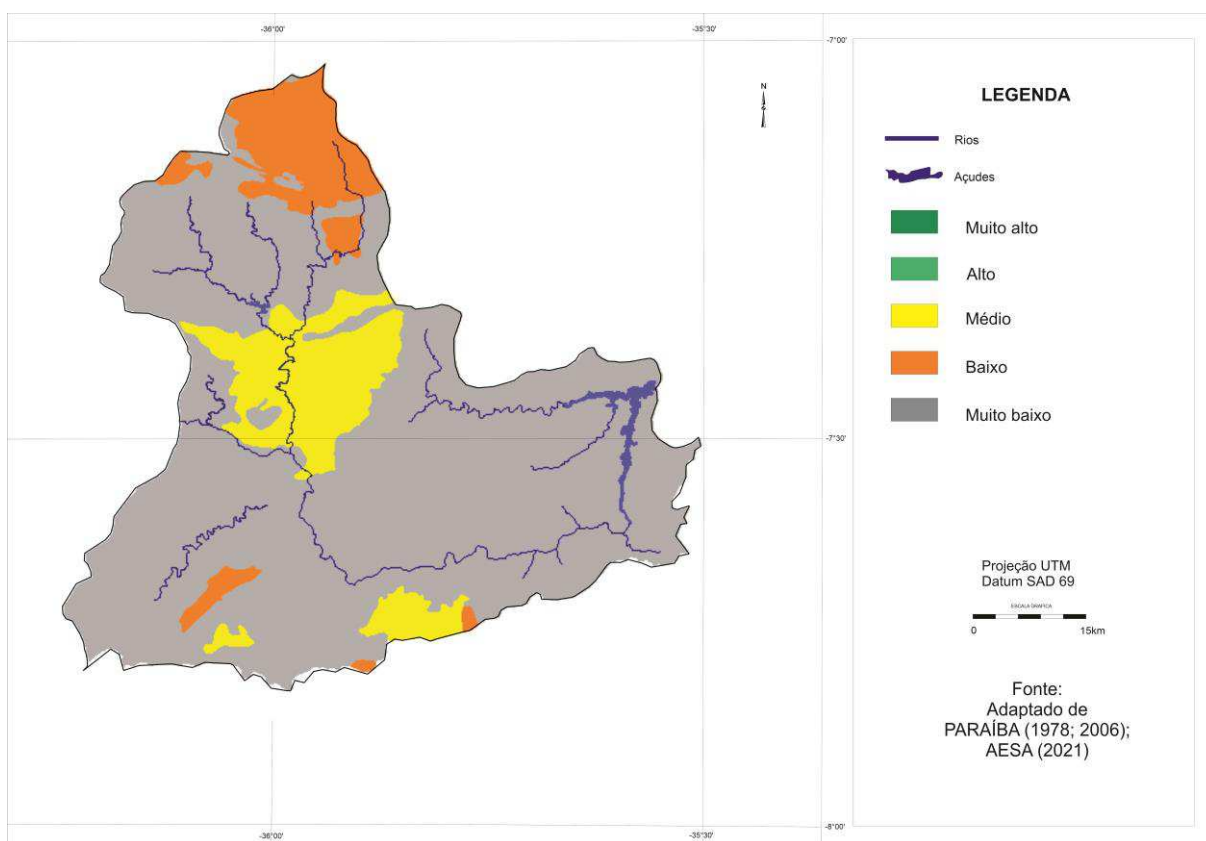 -36°00'
-35°30'
-7°00'
N
LEGENDA
Rios
Açudes
Muito alto
Alto
Médio
Baixo
Muito baixo
-7°30'
Projeção UTM
Datum SAD 69
ESCALA GRÁFICA
0 15km
Fonte:
Adaptado de
PARAÍBA (1978; 2006);
AESA (2021)
-8°00'
-36°00'
-35°30'